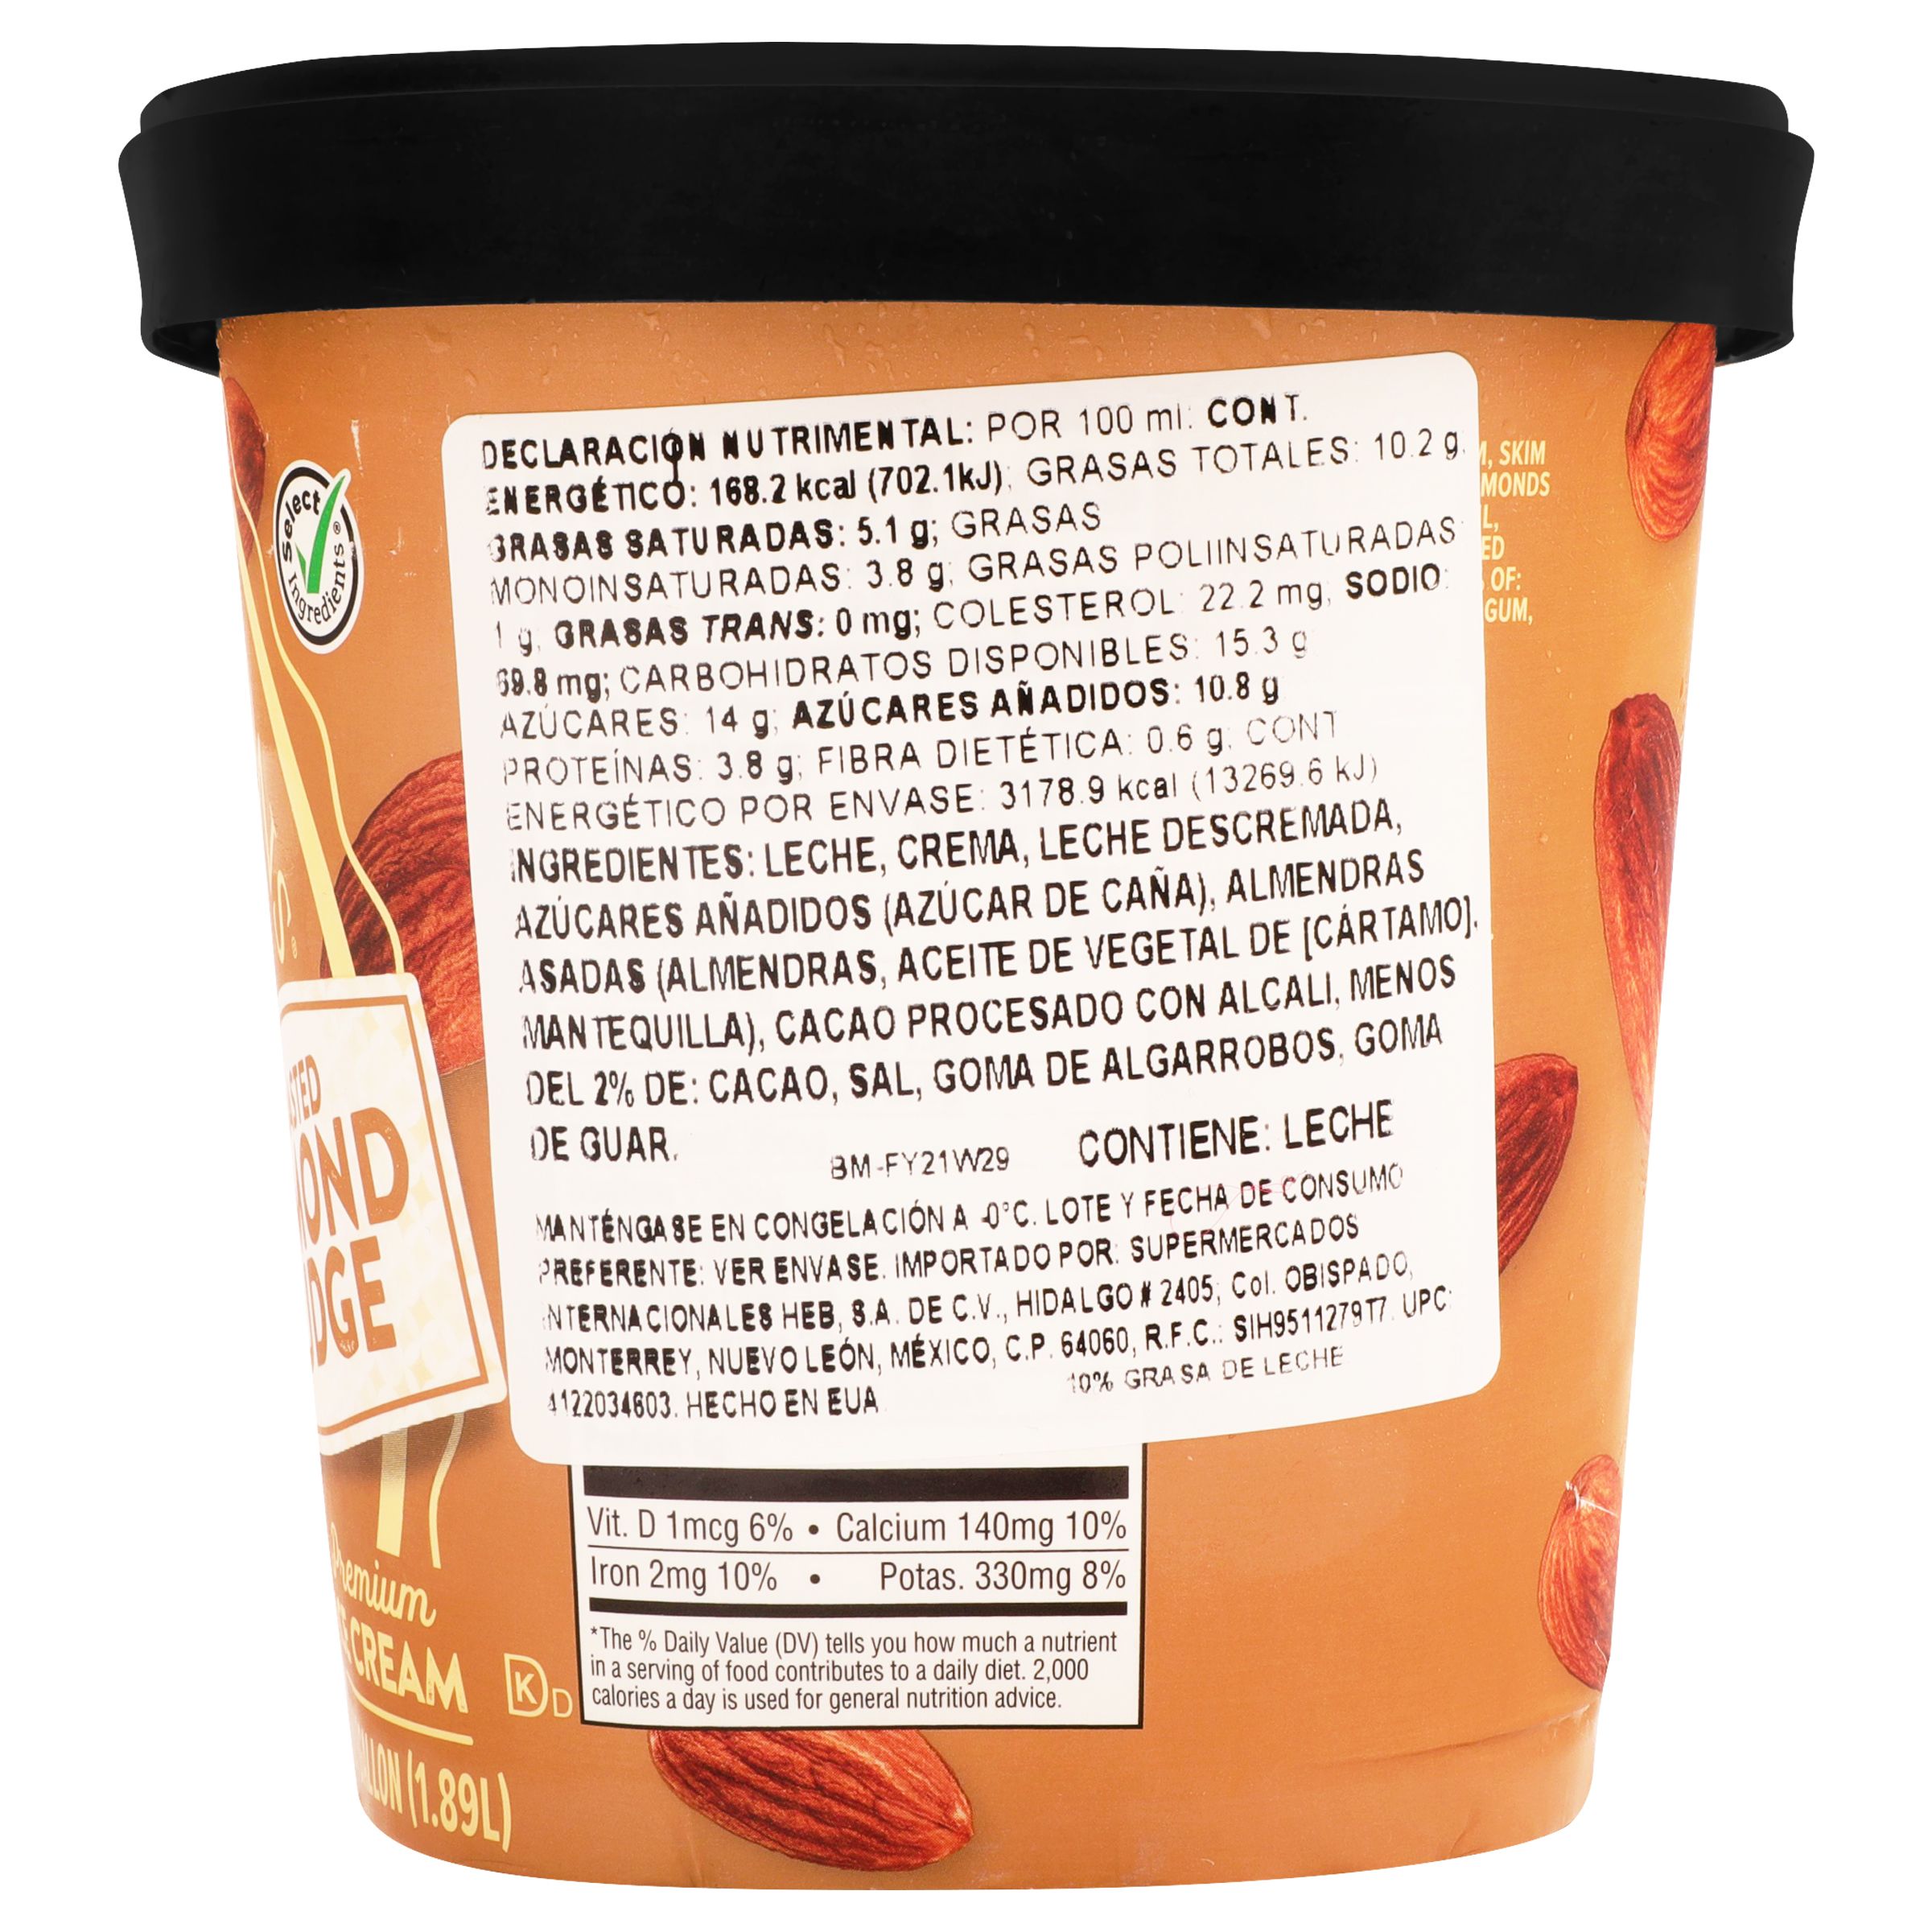 DECLARACIÓN NUTRIMENTAL: POR 100 ml: CONT.
ENERGÉTICO: 168.2 kcal (702.1kJ); GRASAS TOTALES: 10.2 g;
GRASAS SATURADAS: 5.1 g; GRASAS
MONOINSATURADAS: 3.8 g; GRASAS POLIINSATURADAS:
1 g; GRASAS TRANS: 0 mg; COLESTEROL: 22.2 mg; SODIO:
69.8 mg; CARBOHIDRATOS DISPONIBLES: 15.3 g
AZÚCARES: 14 g; AZÚCARES AÑADIDOS: 10.8 g
PROTEÍNAS: 3.8 g; FIBRA DIETÉTICA: 0.6 g; CONT
ENERGÉTICO POR ENVASE: 3178.9 kcal (13269.6 kJ)
INGREDIENTES: LECHE, CREMA, LECHE DESCREMADA,
AZÚCARES AÑADIDOS (AZÚCAR DE CAÑA), ALMENDRAS
ASADAS (ALMENDRAS, ACEITE DE VEGETAL DE [CÁRTAMO],
MANTEQUILLA), CACAO PROCESADO CON ALCALI, MENOS
DEL 2% DE: CACAO, SAL, GOMA DE ALGARROBOS, GOMA
DE GUAR.
BM-FY21W29 CONTIENE: LECHE
MANTÉNGASE EN CONGELACIÓN A -0°C. LOTE Y FECHA DE CONSUMO
PREFERENTE: VER ENVASE. IMPORTADO POR: SUPERMERCADOS
INTERNACIONALES HEB, S.A. DE C.V., HIDALGO # 2405, Col. OBISPADO,
MONTERREY, NUEVO LEÓN, MÉXICO, C.P. 64060, R.F.C.: SIH9511279T7. UPC:
4122034603. HECHO EN EUA
10% GRASA DE LECHE
Select Ingredients®
SKIM
OF:
GUM,
Vit. D 1mcg 6% • Calcium 140mg 10%
Iron 2mg 10% • Potas. 330mg 8%
*The % Daily Value (DV) tells you how much a nutrient
in a serving of food contributes to a daily diet. 2,000
calories a day is used for general nutrition advice.
Premium
CREAM
K D
(1.89L)